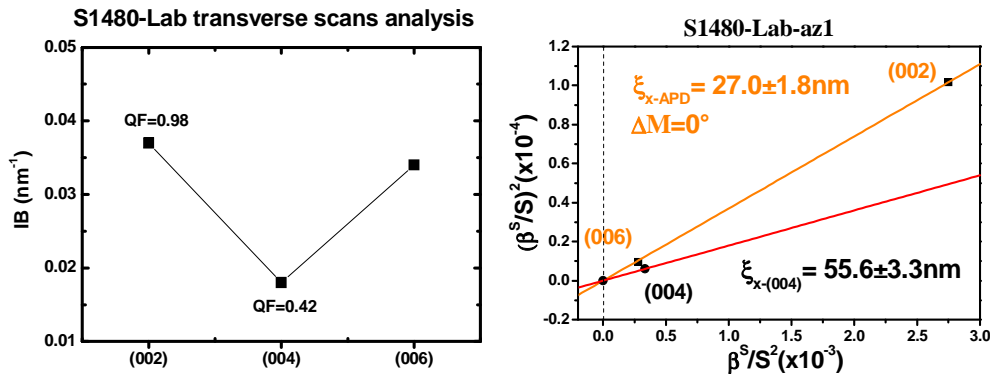 S1480-Lab transverse scans analysis
0.05
0.04
0.03
0.02
0.01
IB (nm⁻¹)
QF=0.98
QF=0.42
(002)
(004)
(006)
S1480-Lab-az1
1.2
1.0
0.8
0.6
0.4
0.2
0.0
-0.2
(βˢ/S)²(x10⁻⁴)
(002)
ξx-APD= 27.0±1.8nm
ΔM=0°
(006)
(004)
ξx-(004)= 55.6±3.3nm
0.0 0.5 1.0 1.5 2.0 2.5 3.0
βˢ/S²(x10⁻³)